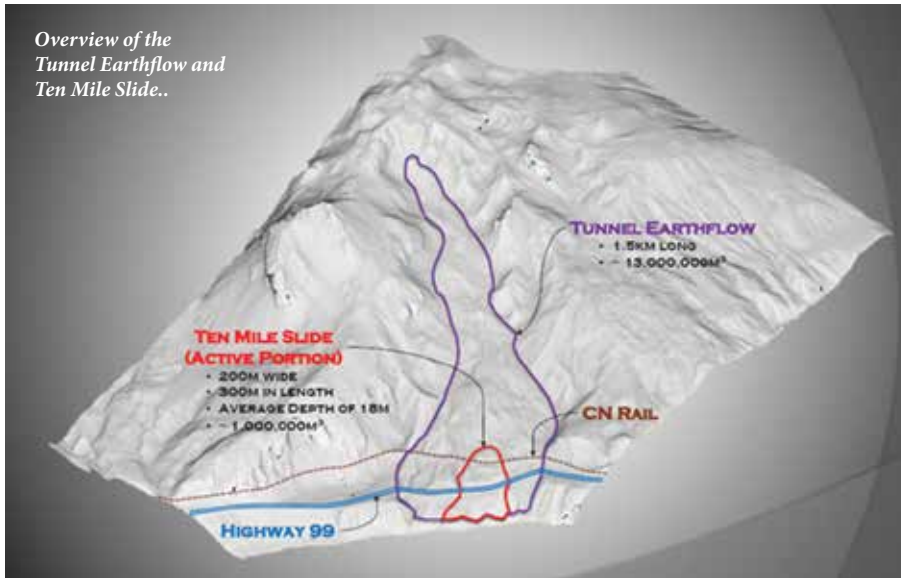 Overview of the
Tunnel Earthflow and
Ten Mile Slide..
TUNNEL EARTHFLOW
• 1.5KM LONG
• ~ 13,000,000M³
TEN MILE SLIDE
(ACTIVE PORTION)
• 200M WIDE
• 300M IN LENGTH
• AVERAGE DEPTH OF 18M
• ~ 1,000,000M³
CN RAIL
HIGHWAY 99